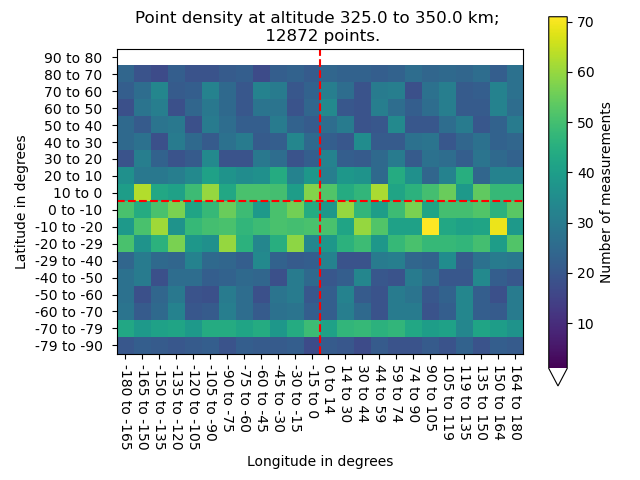 Point density at altitude 325.0 to 350.0 km;
12872 points.
90 to 80
80 to 70
70 to 60
60 to 50
50 to 40
40 to 30
30 to 20
20 to 10
10 to 0
0 to -10
-10 to -20
-20 to -29
-29 to -40
-40 to -50
-50 to -60
-60 to -70
-70 to -79
-79 to -90
Latitude in degrees
-180 to -165
-165 to -150
-150 to -135
-135 to -120
-120 to -105
-105 to -90
-90 to -75
-75 to -60
-60 to -45
-45 to -30
-30 to -15
-15 to 0
0 to 14
14 to 30
30 to 44
44 to 59
59 to 74
74 to 90
90 to 105
105 to 119
119 to 135
135 to 150
150 to 164
164 to 180
Longitude in degrees
70
60
50
40
30
20
10
Number of measurements